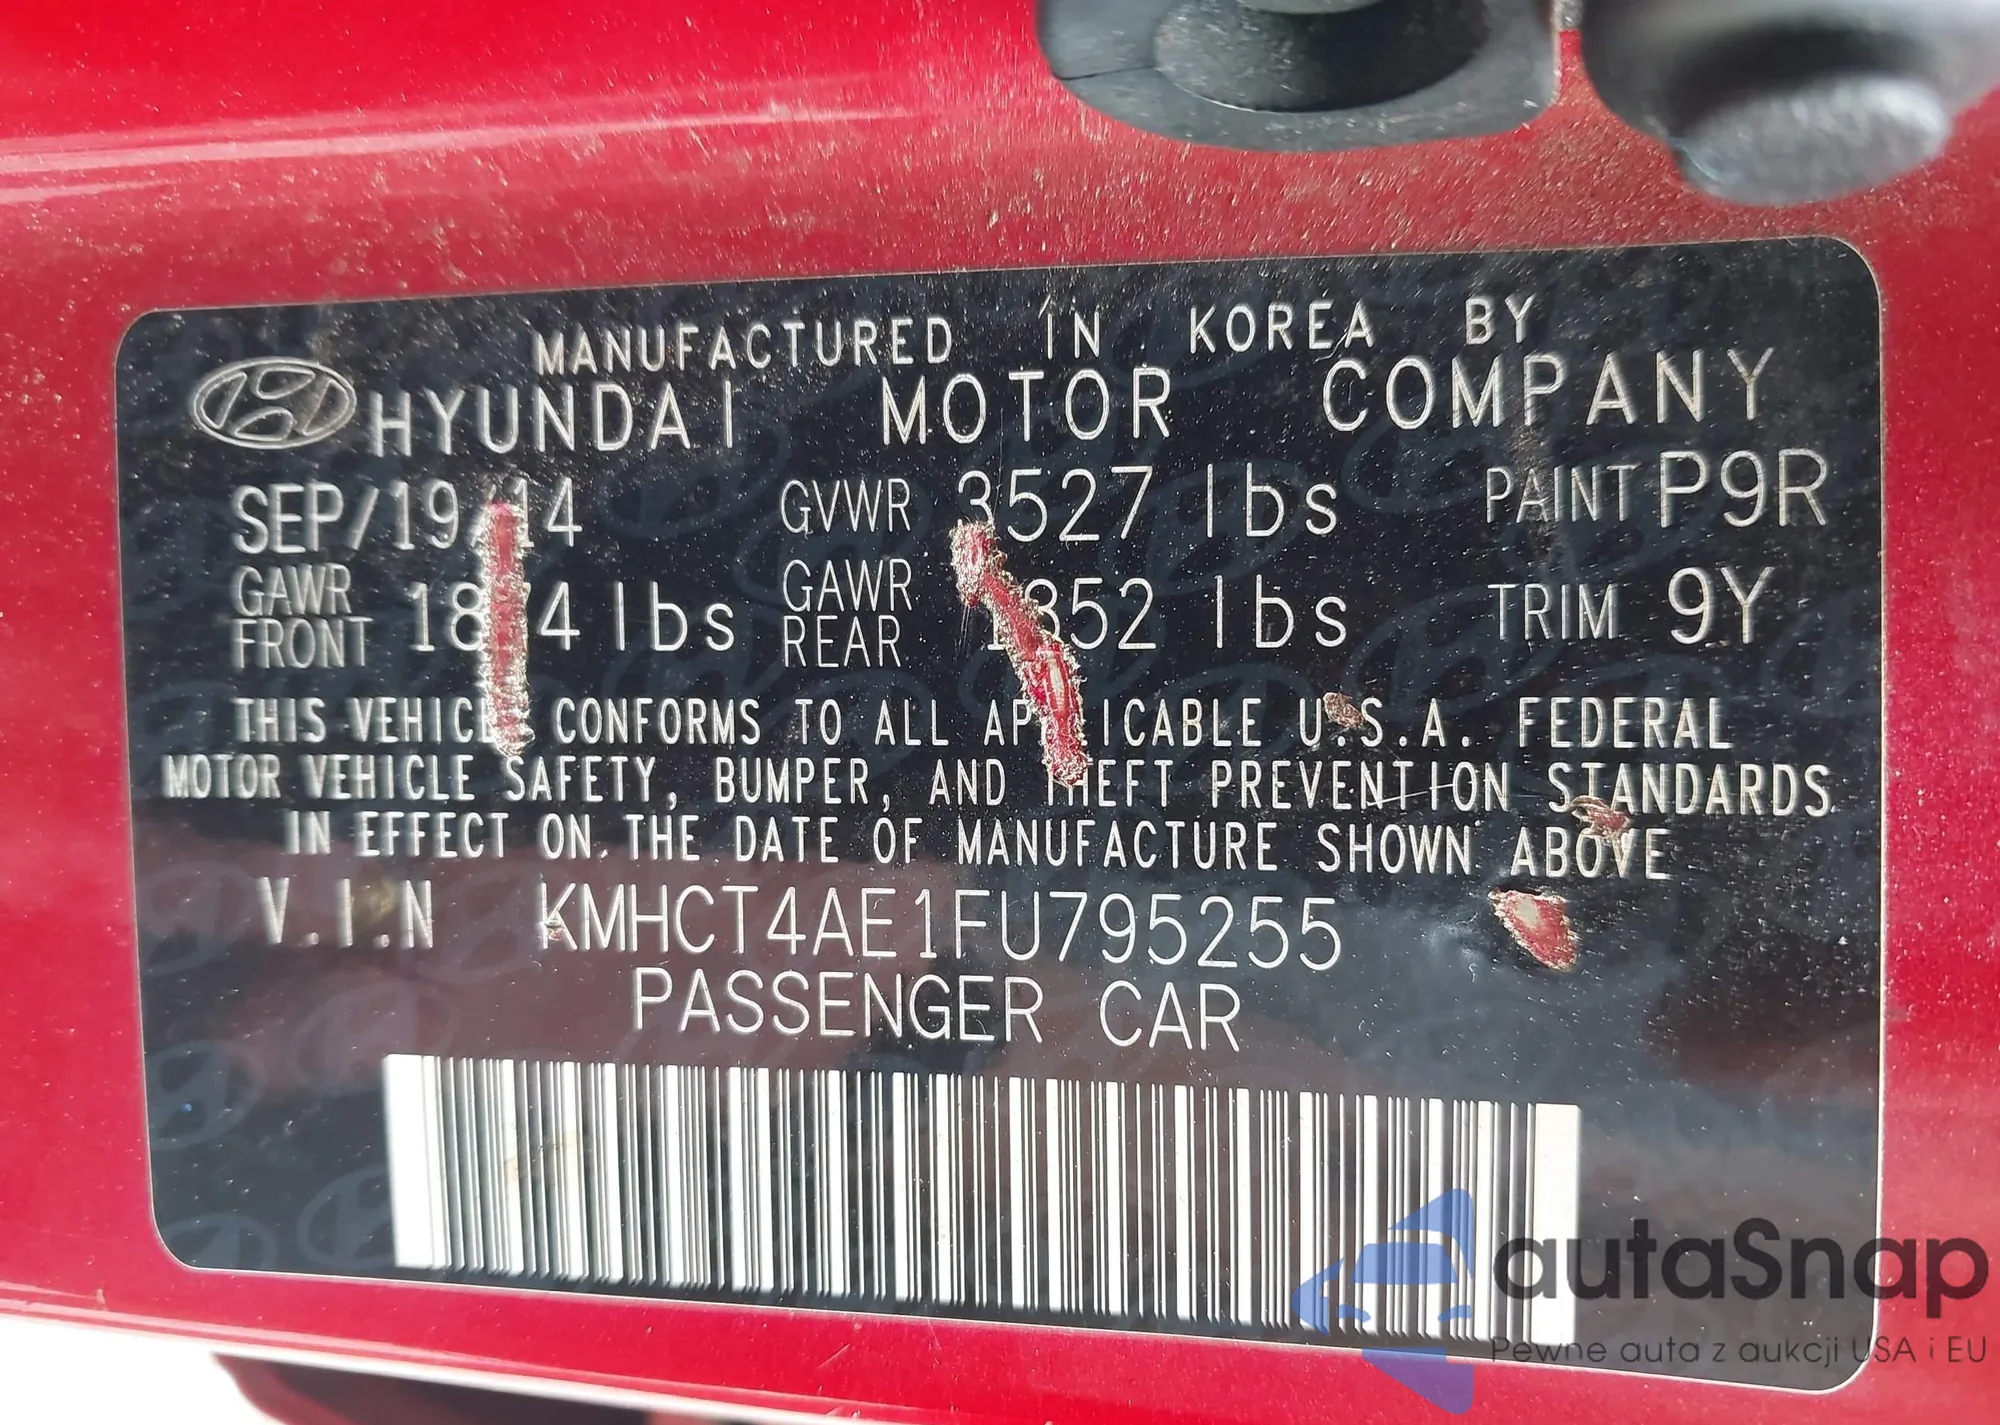 MANUFACTURED IN KOREA BY
HYUNDAI MOTOR COMPANY
SEP/19/14 GVWR 3527 lbs PAINT P9R
GAWR FRONT lbs GAWR REAR lbs TRIM 9Y
THIS CONFORMS TO ALL U.S.A. FEDERAL
MOTOR VEHICLE SAFETY, BUMPER, AND THEFT PREVENTION STANDARDS
IN EFFECT ON THE DATE OF MANUFACTURE SHOWN ABOVE
V.I.N KMHCT4AE1FU795255
PASSENGER CAR
autaSnap
Pewne auta z aukcji USA i EU